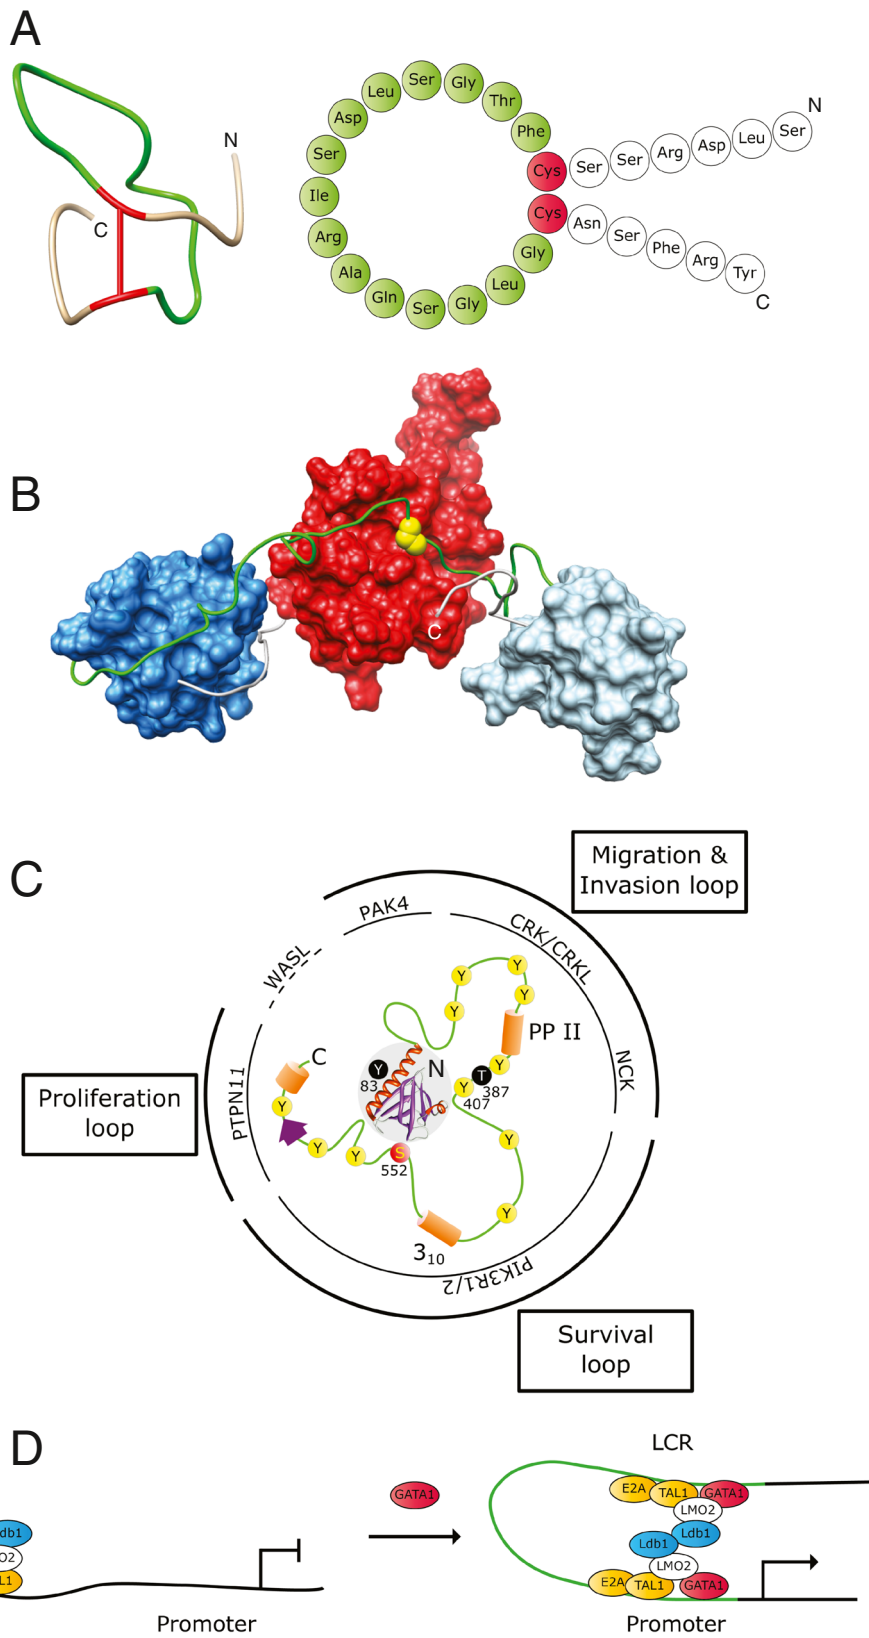 A
N
C
N
Ser
Leu
Asp
Arg
Ser
Ser
Cys
Phe
Thr
Gly
Ser
Leu
Asp
Ser
Ile
Arg
Ala
Gln
Ser
Gly
Leu
Gly
Cys
Asn
Ser
Phe
Arg
Tyr
C
B
C
C
Migration &
Invasion loop
PAK4
CRK/CRKL
WASL
NCK
PTPN11
PIK3R1/2
Proliferation
loop
Survival
loop
Y
Y
Y
Y
PP II
Y
T
387
Y
407
Y
83
N
C
Y
Y
Y
S
552
Y
Y
3₁₀
D
LCR
GATA1
E2A
TAL1
GATA1
LMO2
Ldb1
Ldb1
LMO2
E2A
TAL1
GATA1
db1
O2
L1
Promoter
Promoter